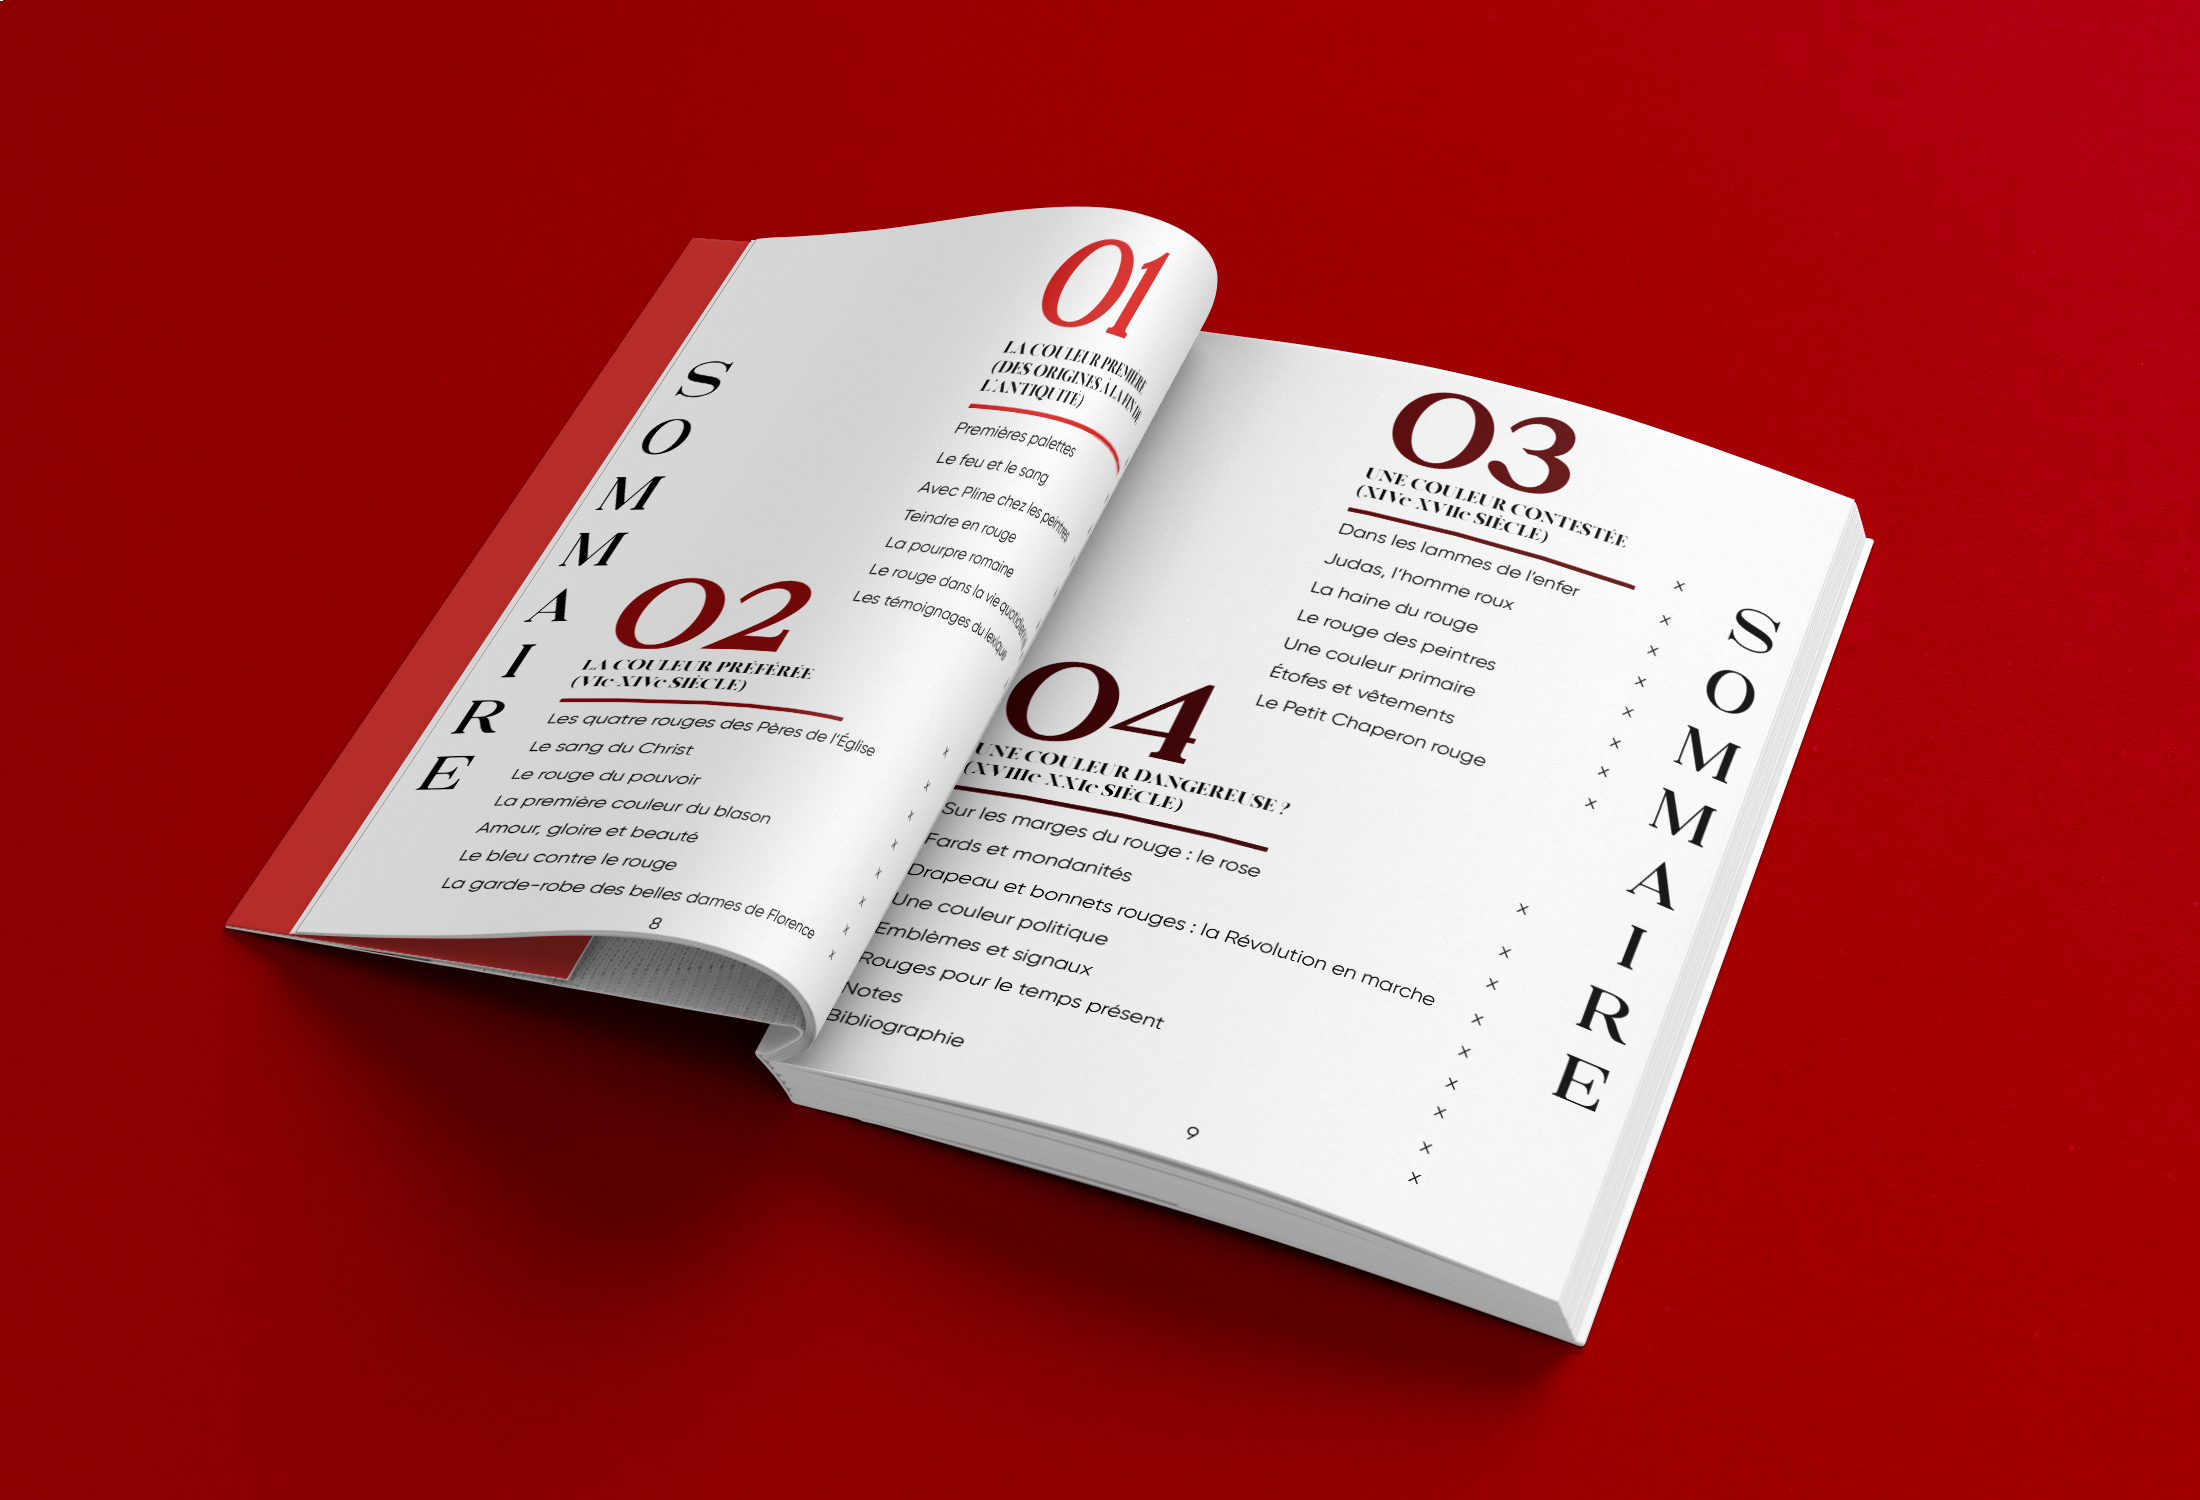 SOMMAIRE
01
LA COULEUR PREMIÈRE
(DES ORIGINES À LA FIN DE
L'ANTIQUITÉ)
Premières palettes
Le feu et le sang
Avec Pline chez les peintres
Teindre en rouge
La pourpre romaine
Le rouge dans la vie quotidienne
Les témoignages du lexique
02
LA COULEUR PRÉFÉRÉE
(VIe XIVe SIÈCLE)
Les quatre rouges des Pères de l'Église
Le sang du Christ
Le rouge du pouvoir
La première couleur du blason
Amour, gloire et beauté
Le bleu contre le rouge
La garde-robe des belles dames de Florence
8
03
UNE COULEUR CONTESTÉE
(XIVe XVIIe SIÈCLE)
Dans les lammes de l'enfer
Judas, l'homme roux
La haine du rouge
Le rouge des peintres
Une couleur primaire
Étofes et vêtements
Le Petit Chaperon rouge
04
UNE COULEUR DANGEREUSE ?
(XVIIIe XXIe SIÈCLE)
Sur les marges du rouge : le rose
Fards et mondanités
Drapeau et bonnets rouges : la Révolution en marche
Une couleur politique
Emblèmes et signaux
Rouges pour le temps présent
Notes
Bibliographie
9
SOMMAIRE